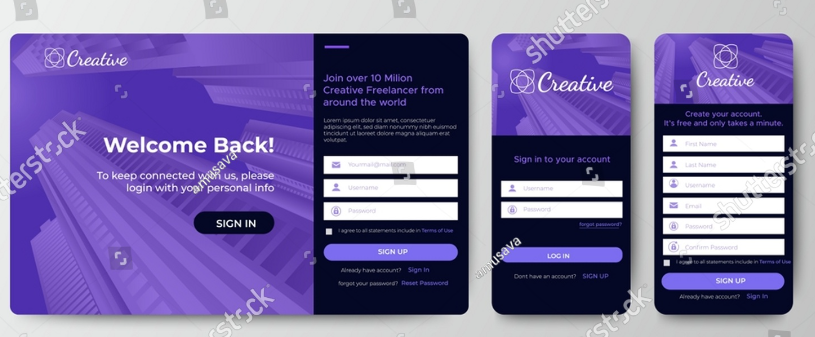 Creative
Welcome Back!
To keep connected with us, please
login with your personal info
SIGN IN
Join over 10 Milion
Creative Freelancer from
around the world
Lorem ipsum dolor sit amet, consectetuer
adipiscing elit, sed diam nonummy nibh euismod
tincidunt ut laoreet dolore magna aliquam erat
volutpat.
Yourmail@mail.com
Username
Password
I agree to all statements include in Terms of Use
SIGN UP
Already have account? Sign In
forgot your password? Reset Password
Creative
Sign in to your account
Username
Password
forgot password?
LOG IN
Dont have an account? SIGN UP
Creative
Create your account.
It's free and only takes a minute.
First Name
Last Name
Username
Email
Password
Confirm Password
I agree to all statements include in Terms of Use
SIGN UP
Already have account? Sign In
shutterstock
shutterstock
amusava
shutterstock
amusava
shutterstock